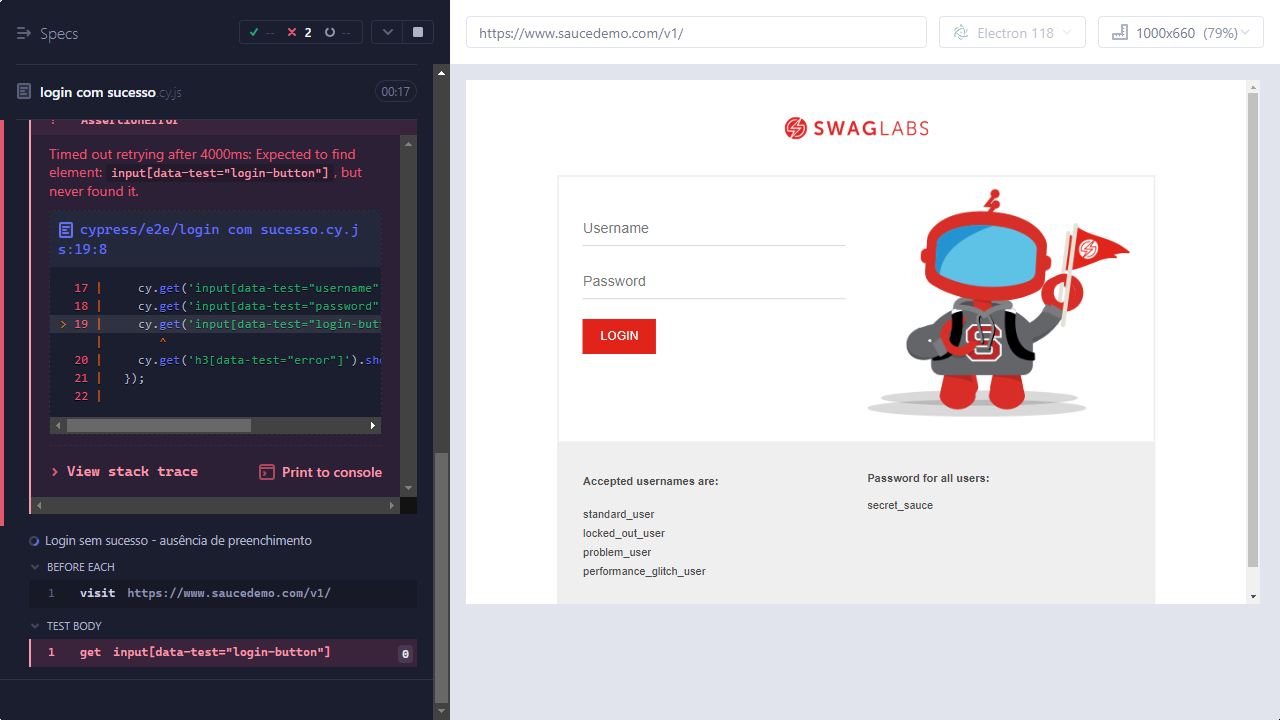 Specs
-- 2 --
login com sucesso.cy.js
00:17
AssertionError
Timed out retrying after 4000ms: Expected to find
element: input[data-test="login-button"], but
never found it.
cypress/e2e/login com sucesso.cy.j
s:19:8
17 | cy.get('input[data-test="username"
18 | cy.get('input[data-test="password"
> 19 | cy.get('input[data-test="login-but
| ^
20 | cy.get('h3[data-test="error"]').sho
21 | });
22 |
> View stack trace
Print to console
Login sem sucesso - ausência de preenchimento
BEFORE EACH
1 visit https://www.saucedemo.com/v1/
TEST BODY
1 get input[data-test="login-button"] 0
https://www.saucedemo.com/v1/
Electron 118
1000x660 (79%)
SWAGLABS
Username
Password
LOGIN
S
Accepted usernames are:
standard_user
locked_out_user
problem_user
performance_glitch_user
Password for all users:
secret_sauce